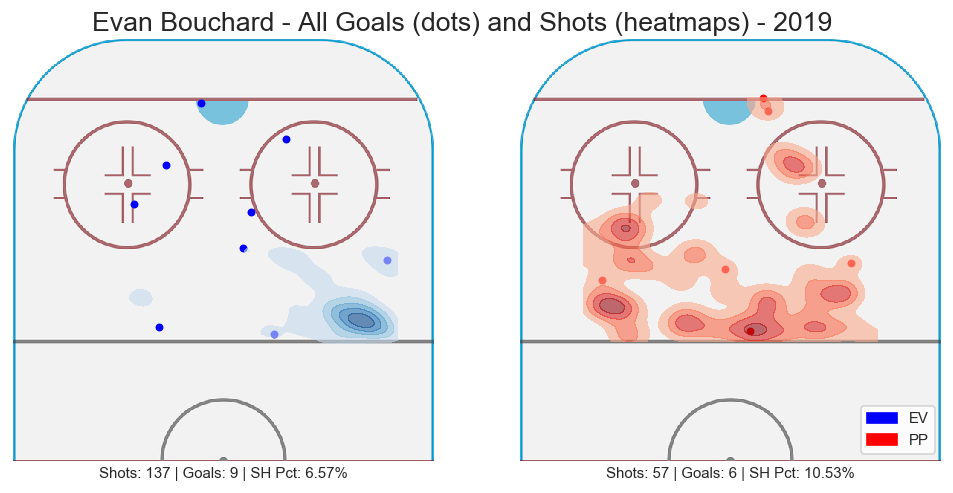 Evan Bouchard - All Goals (dots) and Shots (heatmaps) - 2019
EV
PP
Shots: 137 | Goals: 9 | SH Pct: 6.57%
Shots: 57 | Goals: 6 | SH Pct: 10.53%